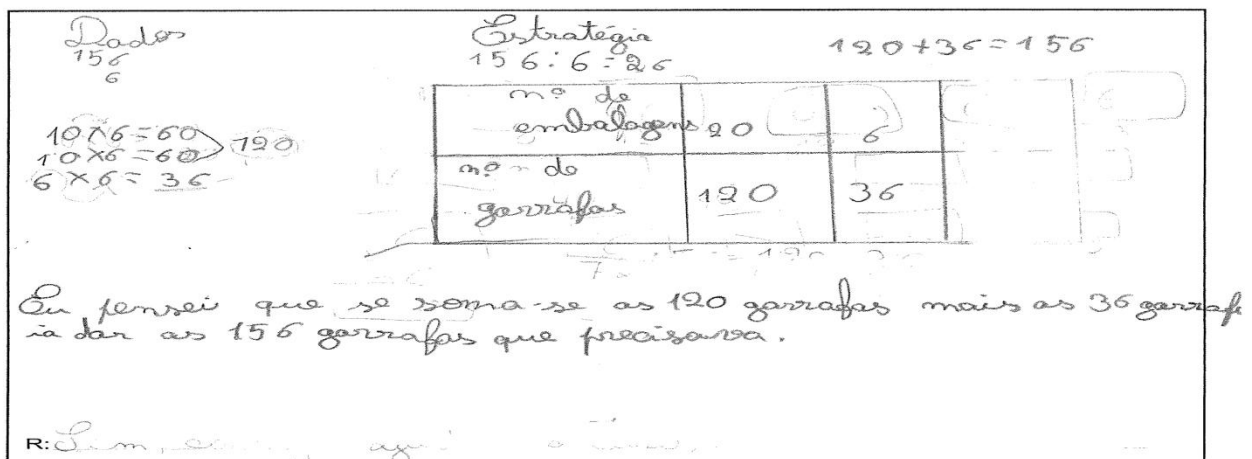 Dados
156
6
10×6=60
10×6=60 120
6×6=36
Estratégia
156:6=26
120+36=156
nº de embalagens 20 6
nº de garrafas 120 36
Eu pensei que se soma-se as 120 garrafas mais as 36 garraf
ia dar as 156 garrafas que precisava.
R: